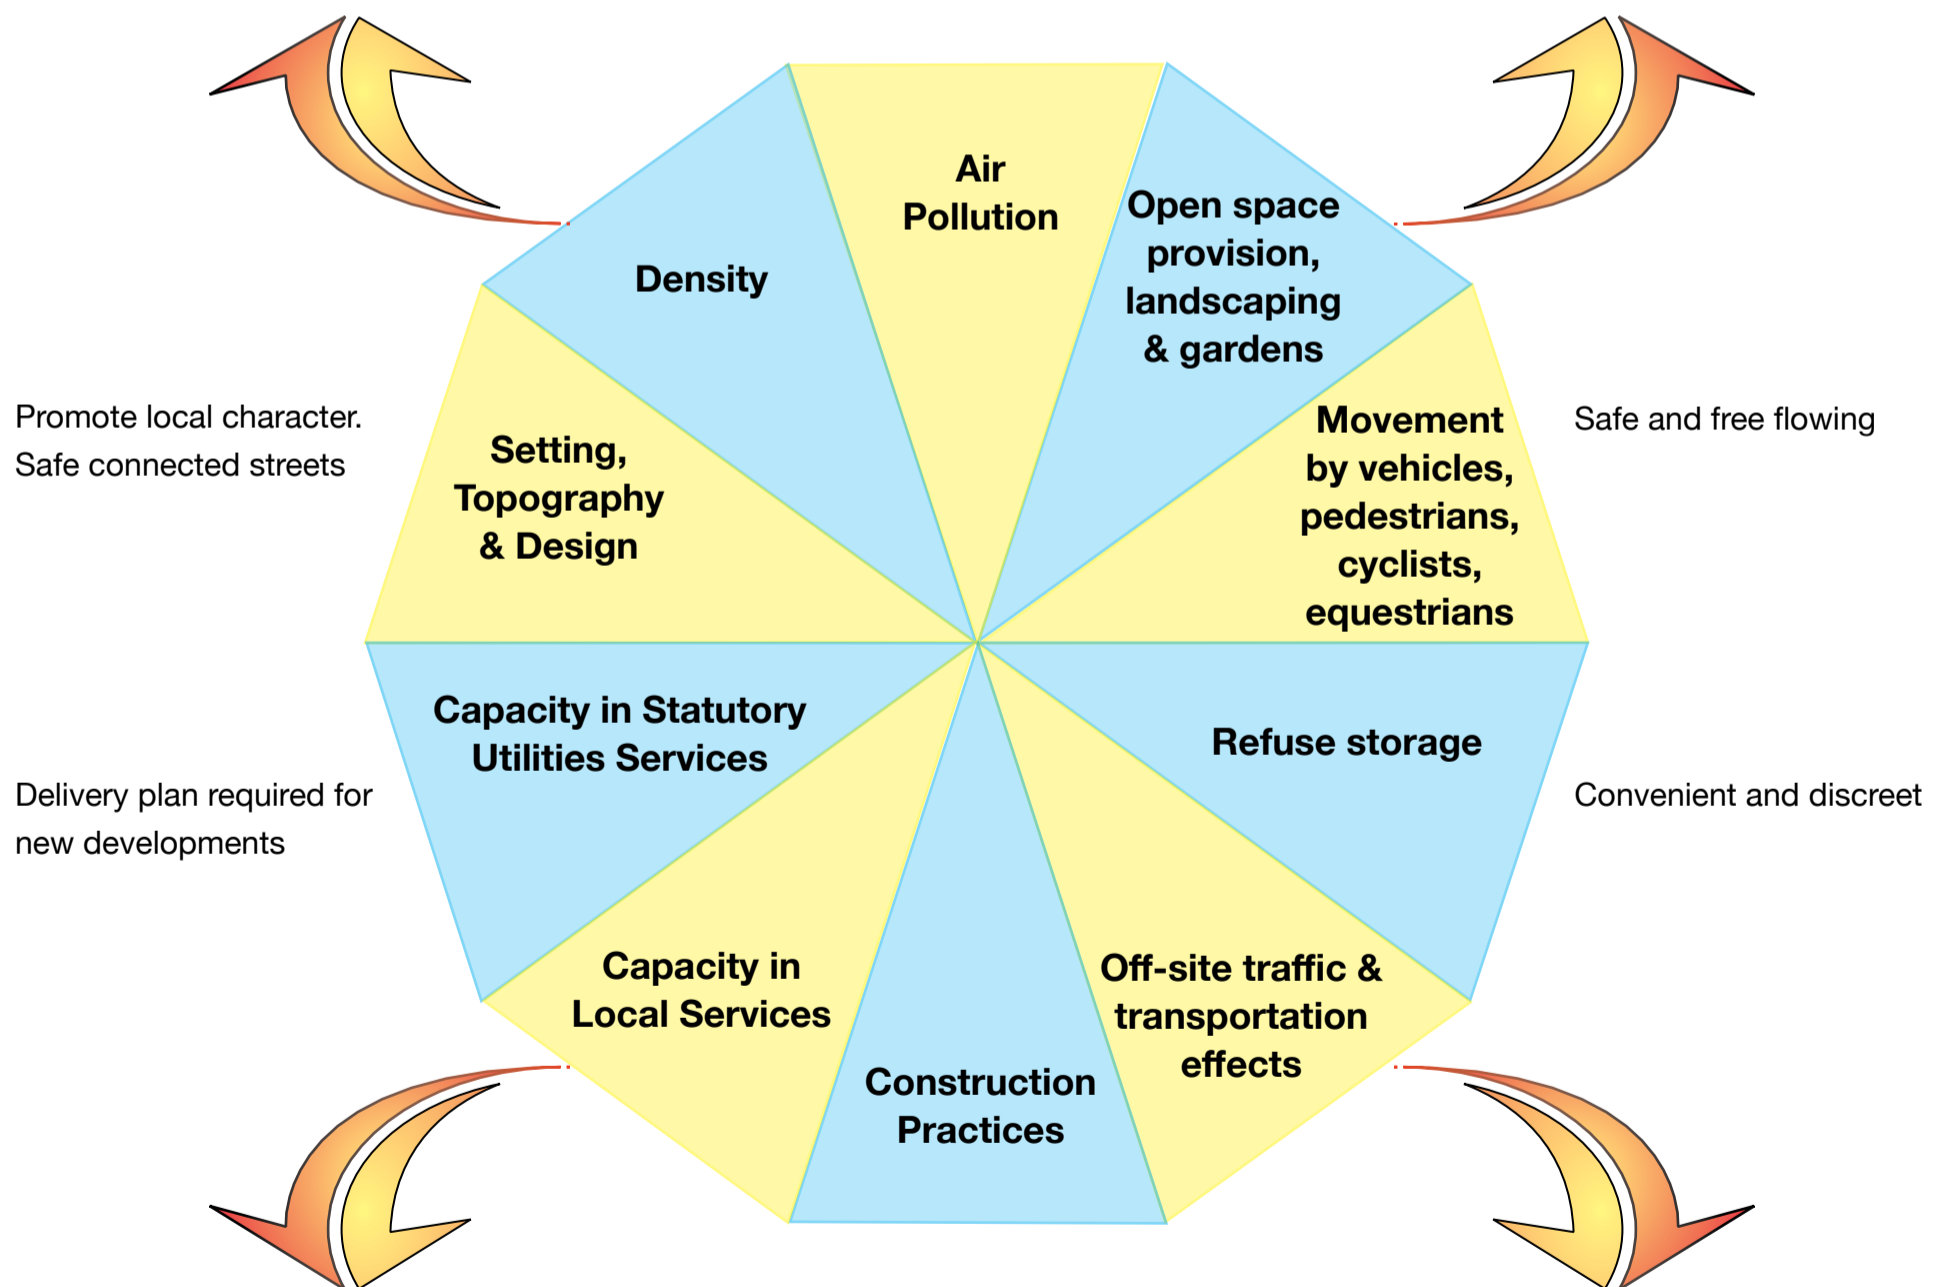 Air
Pollution
Open space
provision,
landscaping
& gardens
Density
Movement
by vehicles,
pedestrians,
cyclists,
equestrians
Safe and free flowing
Promote local character.
Safe connected streets
Setting,
Topography
& Design
Capacity in Statutory
Utilities Services
Refuse storage
Delivery plan required for
new developments
Convenient and discreet
Capacity in
Local Services
Off-site traffic &
transportation
effects
Construction
Practices